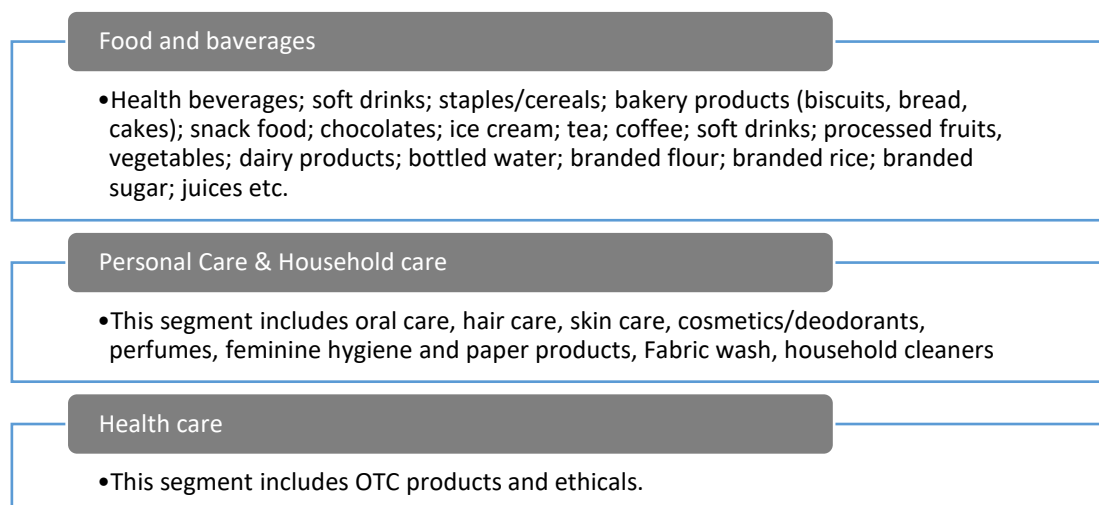 Food and baverages
•Health beverages; soft drinks; staples/cereals; bakery products (biscuits, bread,
cakes); snack food; chocolates; ice cream; tea; coffee; soft drinks; processed fruits,
vegetables; dairy products; bottled water; branded flour; branded rice; branded
sugar; juices etc.
Personal Care & Household care
•This segment includes oral care, hair care, skin care, cosmetics/deodorants,
perfumes, feminine hygiene and paper products, Fabric wash, household cleaners
Health care
•This segment includes OTC products and ethicals.